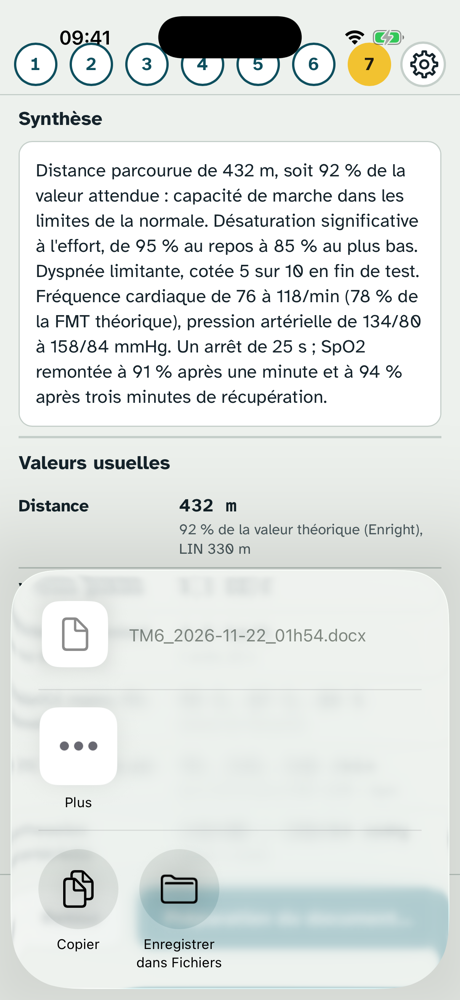 09:41
1 2 3 4 5 6 7
Synthèse
Distance parcourue de 432 m, soit 92 % de la
valeur attendue : capacité de marche dans les
limites de la normale. Désaturation significative
à l'effort, de 95 % au repos à 85 % au plus bas.
Dyspnée limitante, cotée 5 sur 10 en fin de test.
Fréquence cardiaque de 76 à 118/min (78 % de
la FMT théorique), pression artérielle de 134/80
à 158/84 mmHg. Un arrêt de 25 s ; SpO2
remontée à 91 % après une minute et à 94 %
après trois minutes de récupération.
Valeurs usuelles
Distance 432 m
92 % de la valeur théorique (Enright),
LIN 330 m
TM6_2026-11-22_01h54.docx
Plus
Copier Enregistrer
dans Fichiers